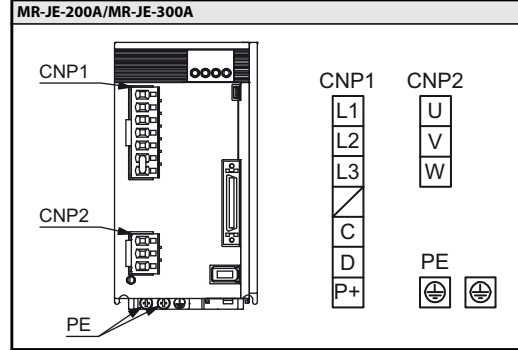 MR-JE-200A/MR-JE-300A
CNP1
CNP2
PE
CNP1
L1
L2
L3
C
D
P+
CNP2
U
V
W
PE